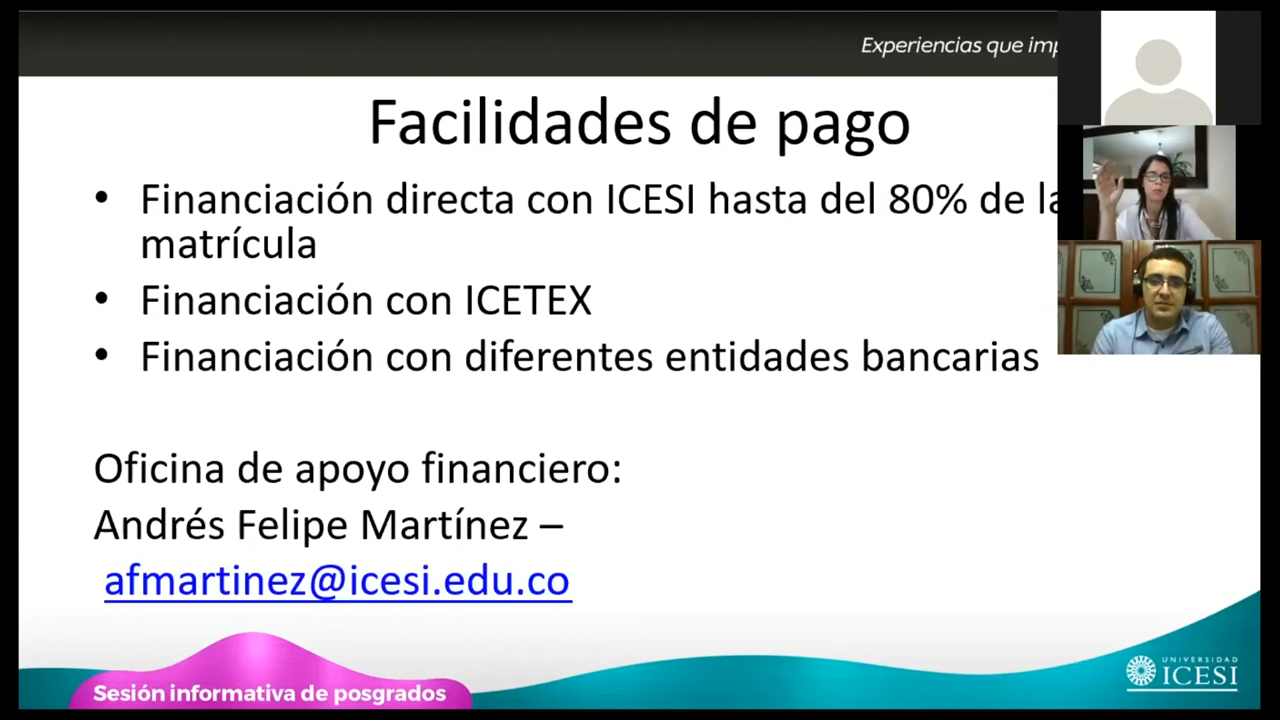 Experiencias que
Facilidades de pago
• Financiación directa con ICESI hasta del 80% de
matrícula
• Financiación con ICETEX
• Financiación con diferentes entidades bancarias
Oficina de apoyo financiero:
Andrés Felipe Martínez –
afmartinez@icesi.edu.co
Sesión informativa de posgrados
UNIVERSIDAD
ICESI